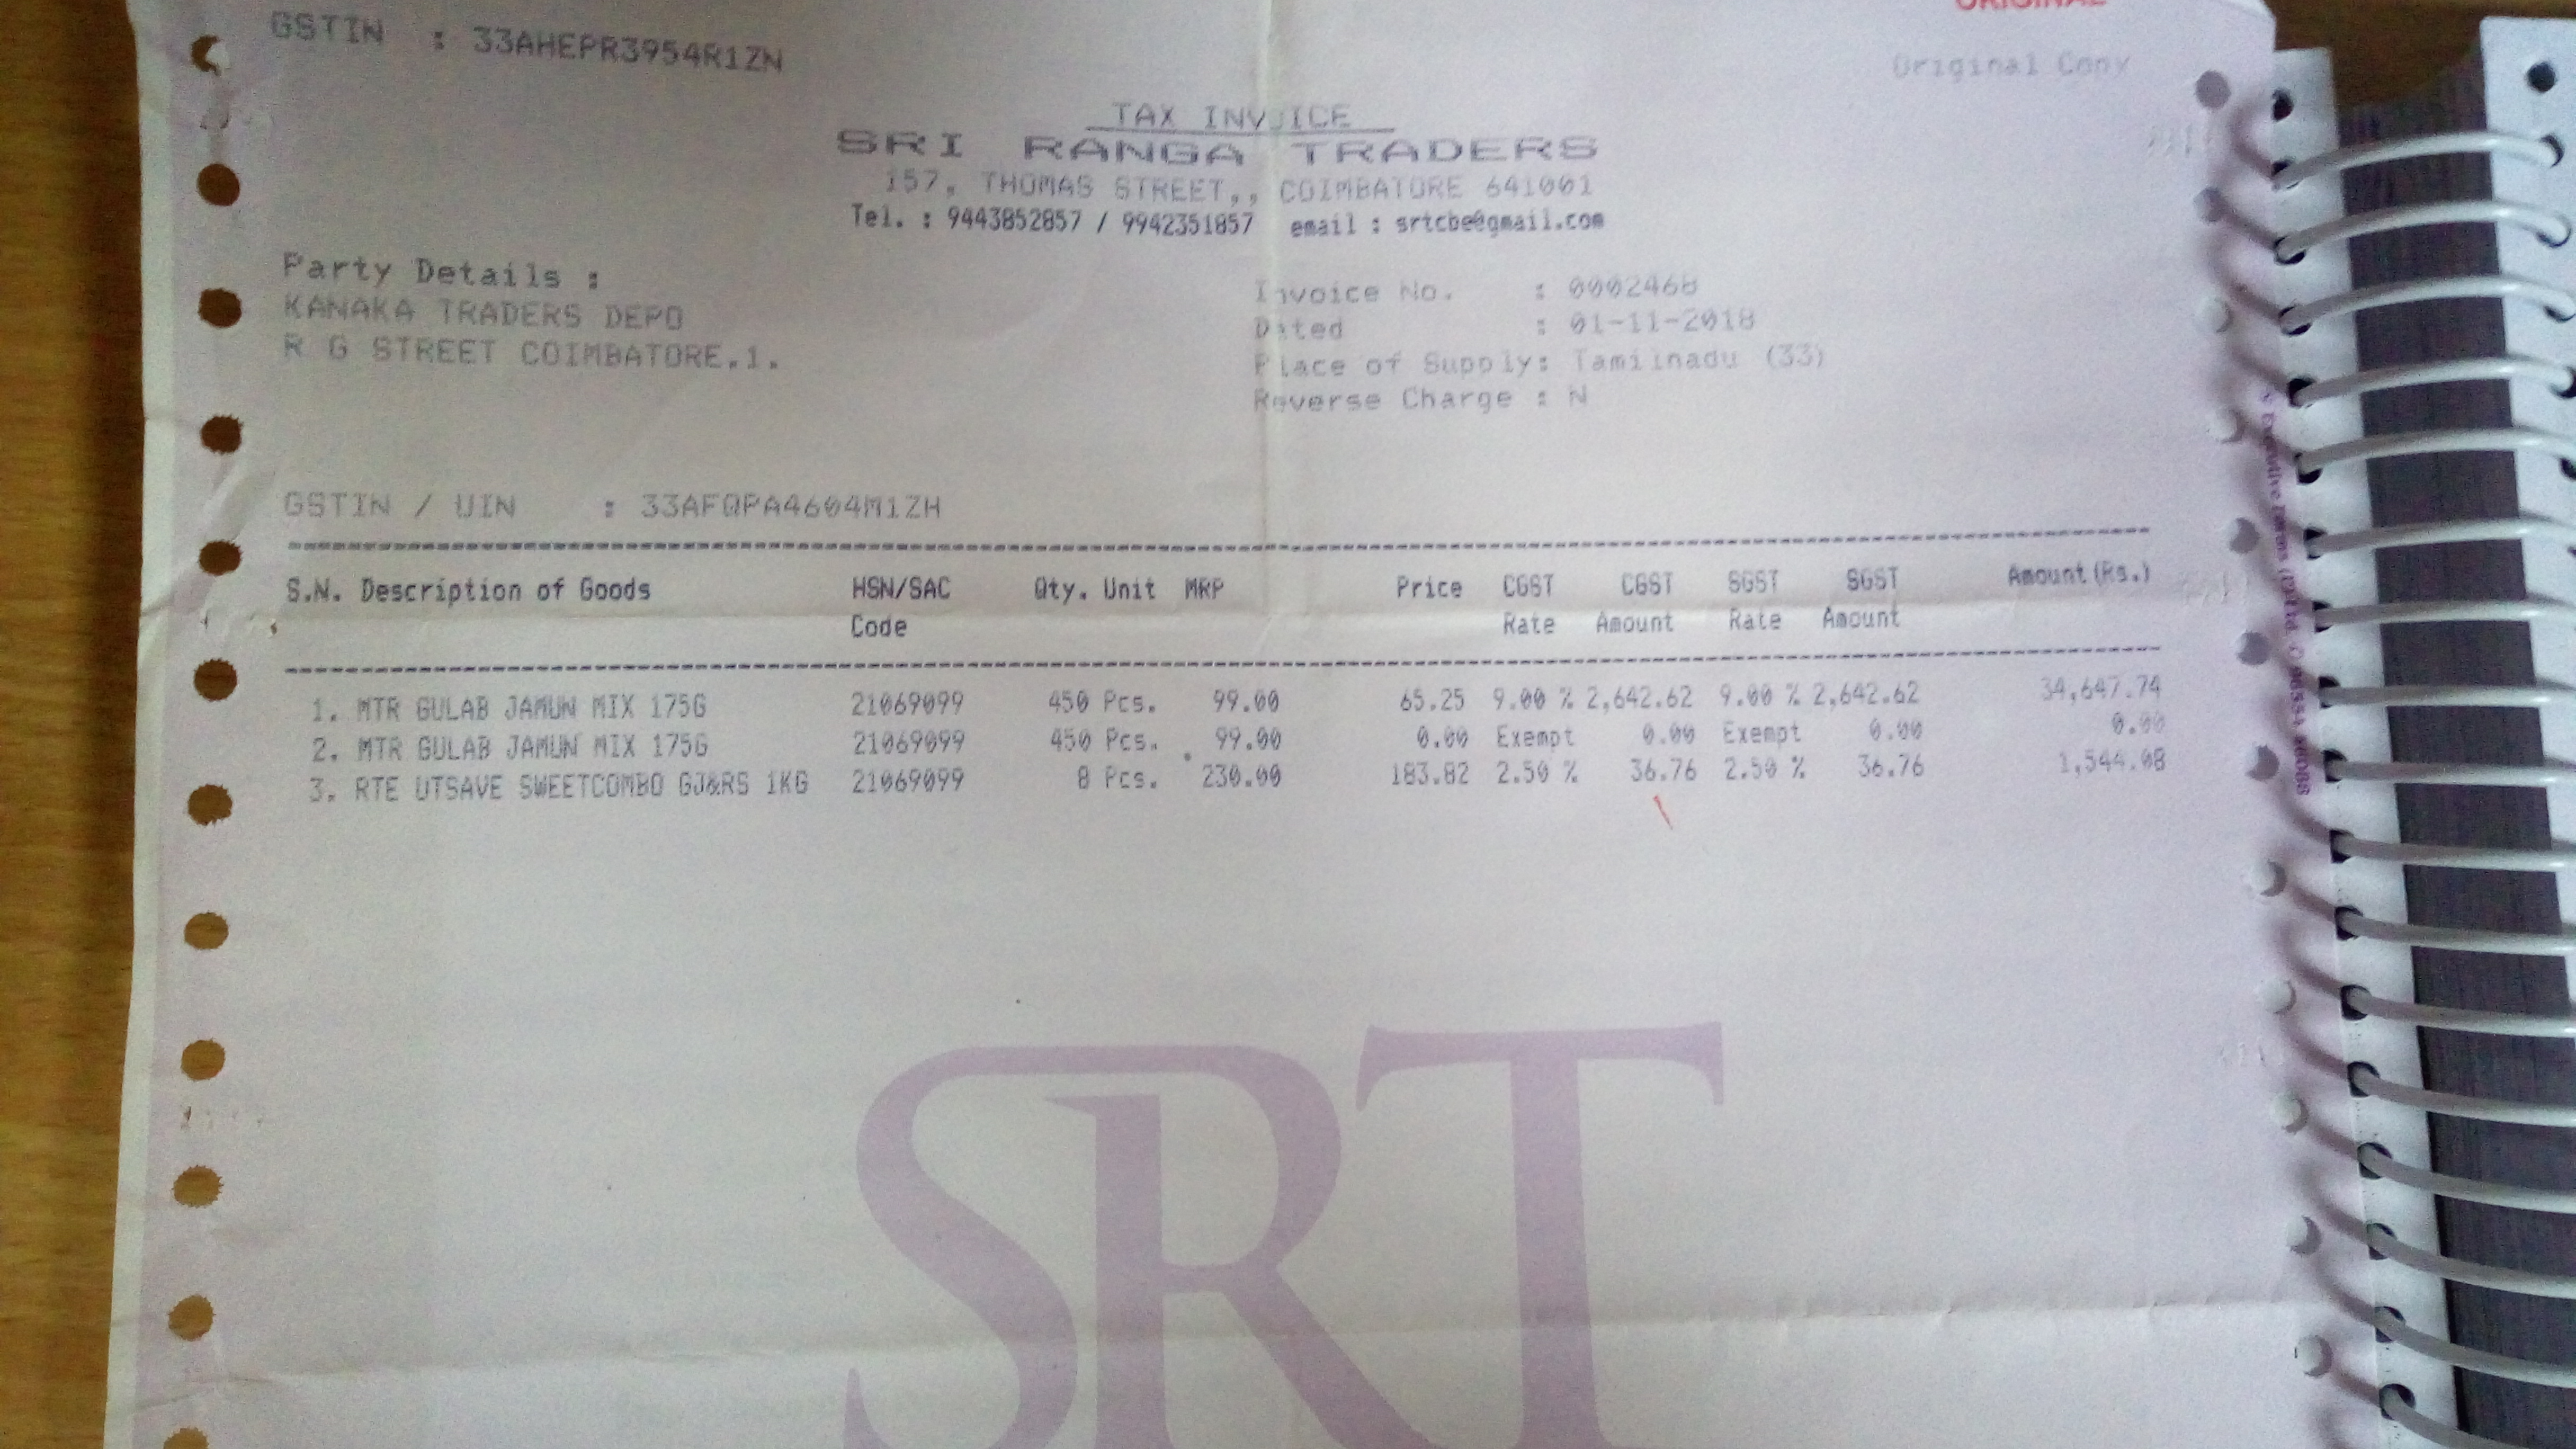 ORIGINAL
GSTIN : 33AHEPR3954R1ZN
Original Copy
TAX INVOICE
SRI RANGA TRADERS
157, THOMAS STREET,, COIMBATORE 641001
Tel. : 9443852857 / 9942351857 email : srtcbe@gmail.com
Party Details :
KANAKA TRADERS DEPO
R G STREET COIMBATORE.1.
Invoice No. : 0002468
Dated : 01-11-2018
Place of Supply: Tamilnadu (33)
Reverse Charge : N
GSTIN / UIN : 33AFQPA4604M1ZH
S.N. Description of Goods HSN/SAC Qty. Unit MRP Price CGST CGST SGST SGST Amount(Rs.)
Code Rate Amount Rate Amount
1. MTR GULAB JAMUN MIX 175G 21069099 450 Pcs. 99.00 65.25 9.00 % 2,642.62 9.00 % 2,642.62 34,647.74
2. MTR GULAB JAMUN MIX 175G 21069099 450 Pcs. 99.00 0.00 Exempt 0.00 Exempt 0.00 0.00
3. RTE UTSAVE SWEETCOMBO GJ&RS 1KG 21069099 8 Pcs. 230.00 183.82 2.50 % 36.76 2.50 % 36.76 1,544.08
SRT